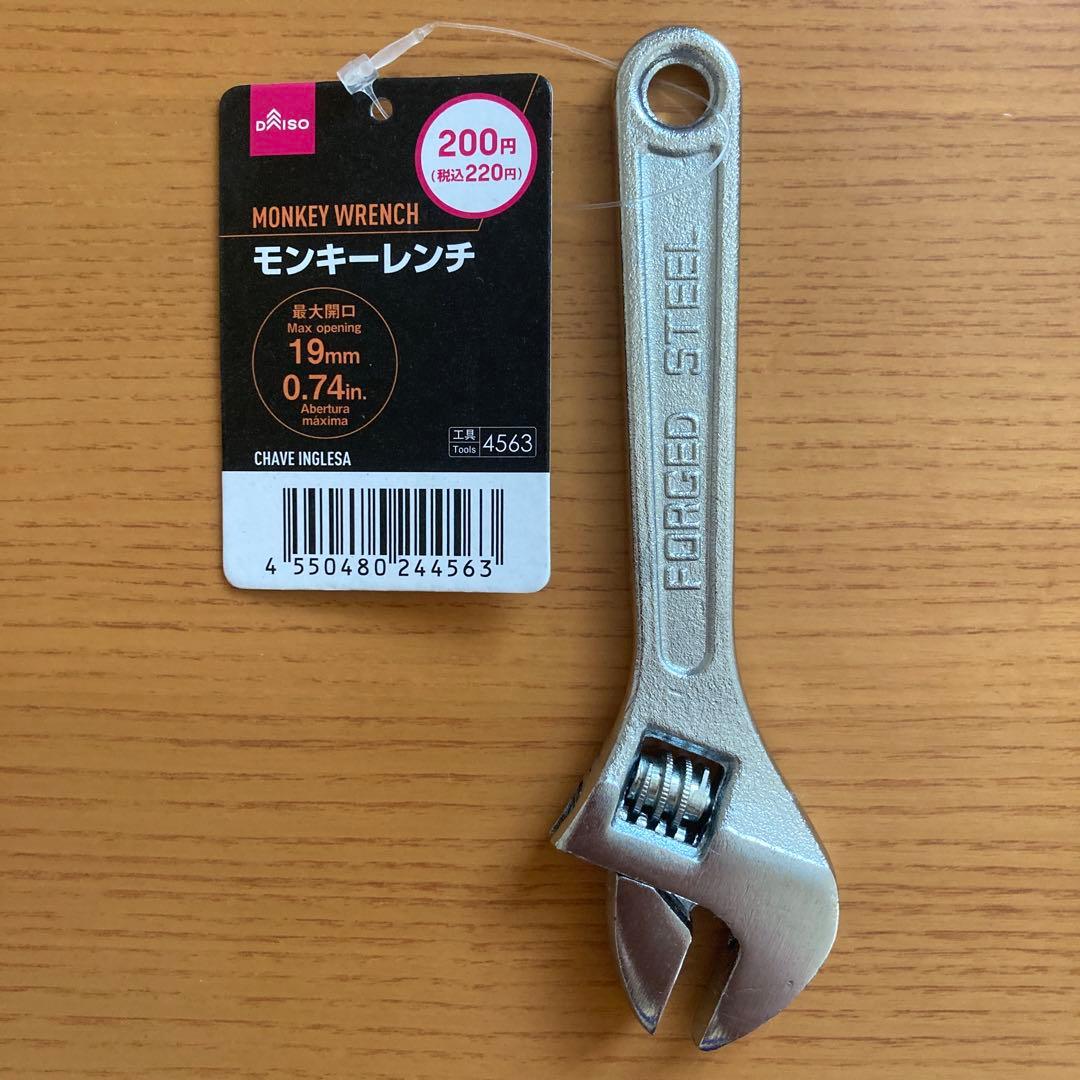 DAISO
200円
(税込220円)
MONKEY WRENCH
モンキーレンチ
最大開口
Max opening
19mm
0.74in.
Abertura
máxima
工具
Tools
4563
CHAVE INGLESA
4 550480 244563
FORGED STEEL